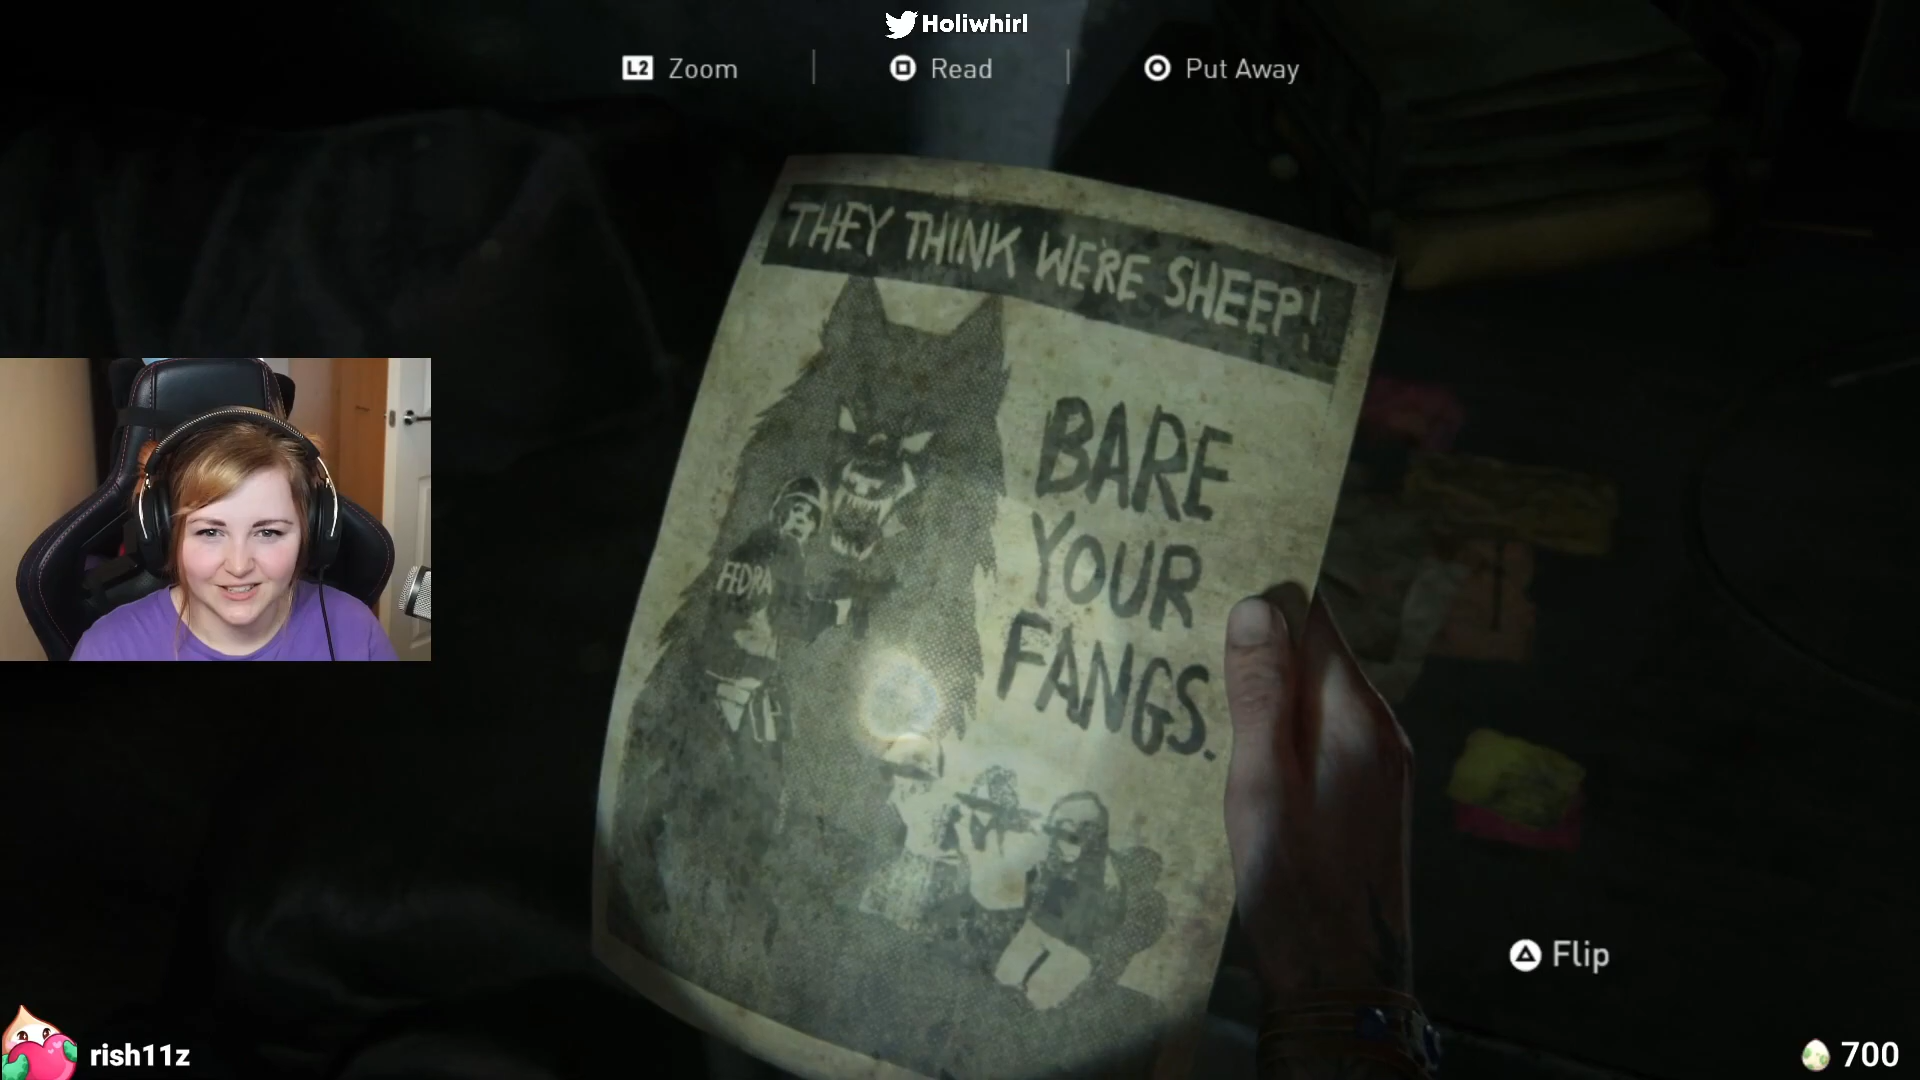 Holiwhirl
L2 Zoom
Read
Put Away
THEY THINK WE'RE SHEEP!
BARE
YOUR
FANGS.
FEDRA
Flip
rish11z
700